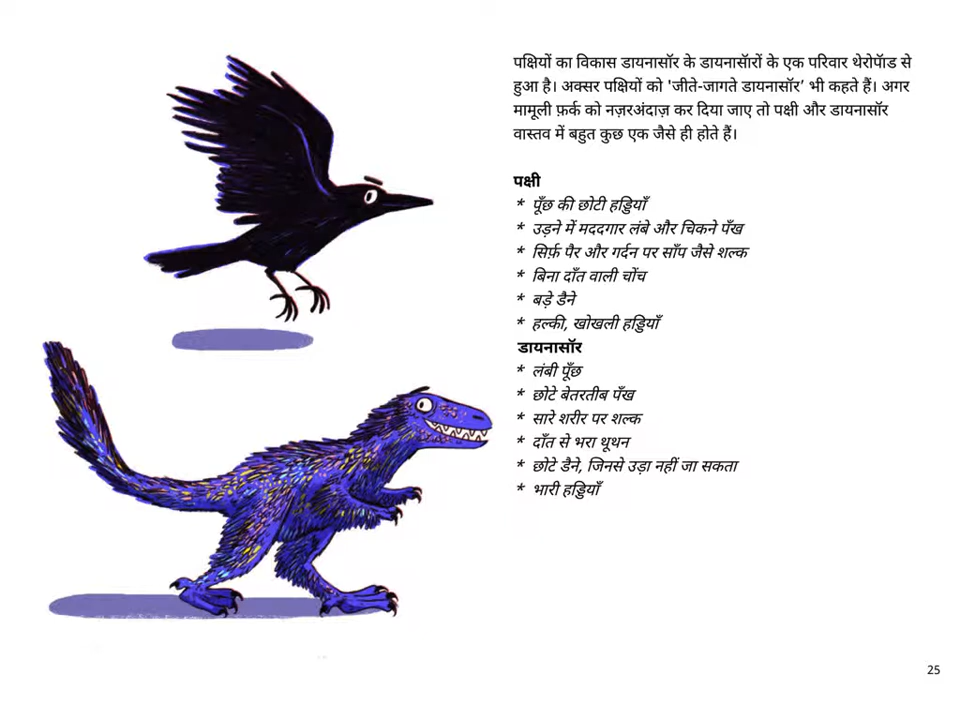 पक्षियों का विकास डायनासॉर के डायनासॅारों के एक परिवार थेरोपॅाड से
हुआ है। अक्सर पक्षियों को 'जीते-जागते डायनासॉर’ भी कहते हैं। अगर
मामूली फ़र्क को नज़रअंदाज़ कर दिया जाए तो पक्षी और डायनासॉर
वास्तव में बहुत कुछ एक जैसे ही होते हैं।
पक्षी
* पूँछ की छोटी हड्डियाँ
* उड़ने में मददगार लंबे और चिकने पँख
* सिर्फ़ पैर और गर्दन पर साँप जैसे शल्क
* बिना दाँत वाली चोंच
* बड़े डैने
* हल्की, खोखली हड्डियाँ
डायनासॉर
* लंबी पूँछ
* छोटे बेतरतीब पँख
* सारे शरीर पर शल्क
* दाँत से भरा थूथन
* छोटे डैने, जिनसे उड़ा नहीं जा सकता
* भारी हड्डियाँ
25